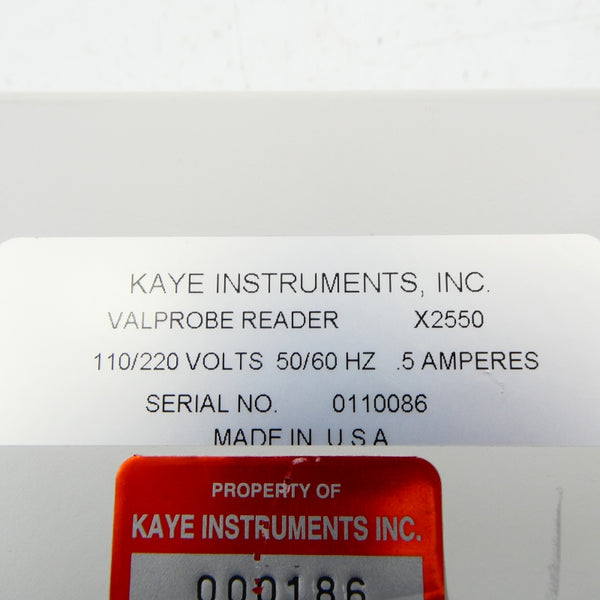 KAYE INSTRUMENTS, INC.
VALPROBE READER X2550
110/220 VOLTS 50/60 HZ .5 AMPERES
SERIAL NO. 0110086
MADE IN U.S.A
PROPERTY OF
KAYE INSTRUMENTS INC.
000186